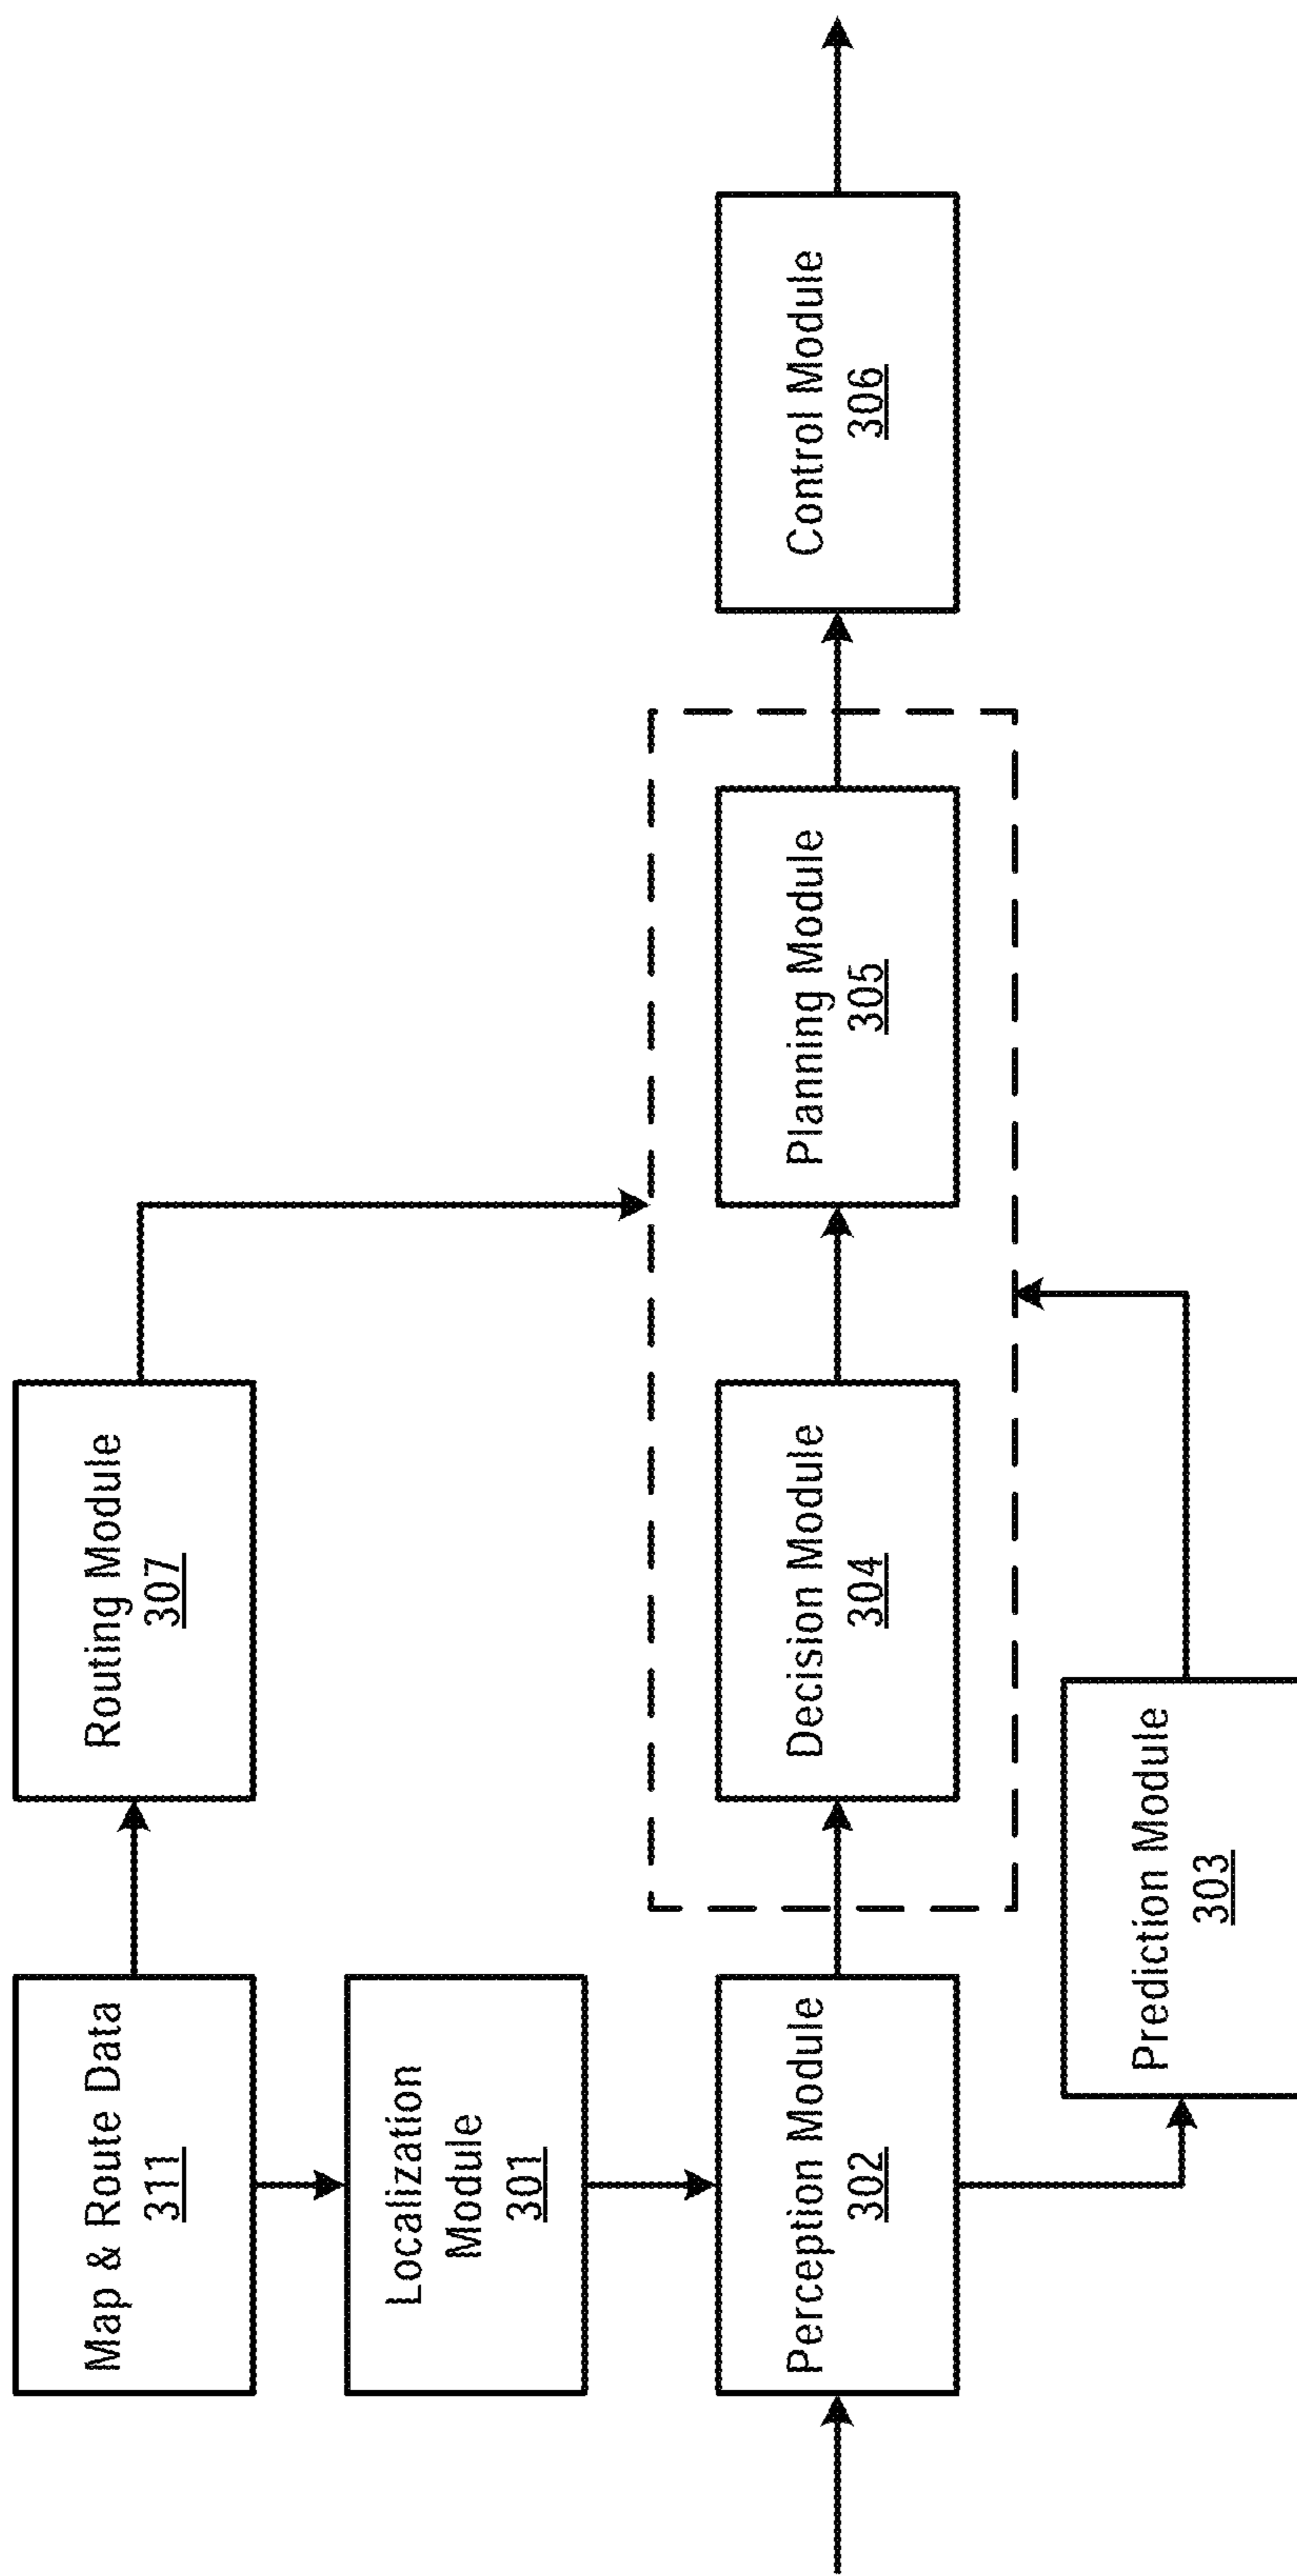 Map & Route Data
311
Routing Module
307
Localization
Module
301
Perception Module
302
Decision Module
304
Planning Module
305
Control Module
306
Prediction Module
303